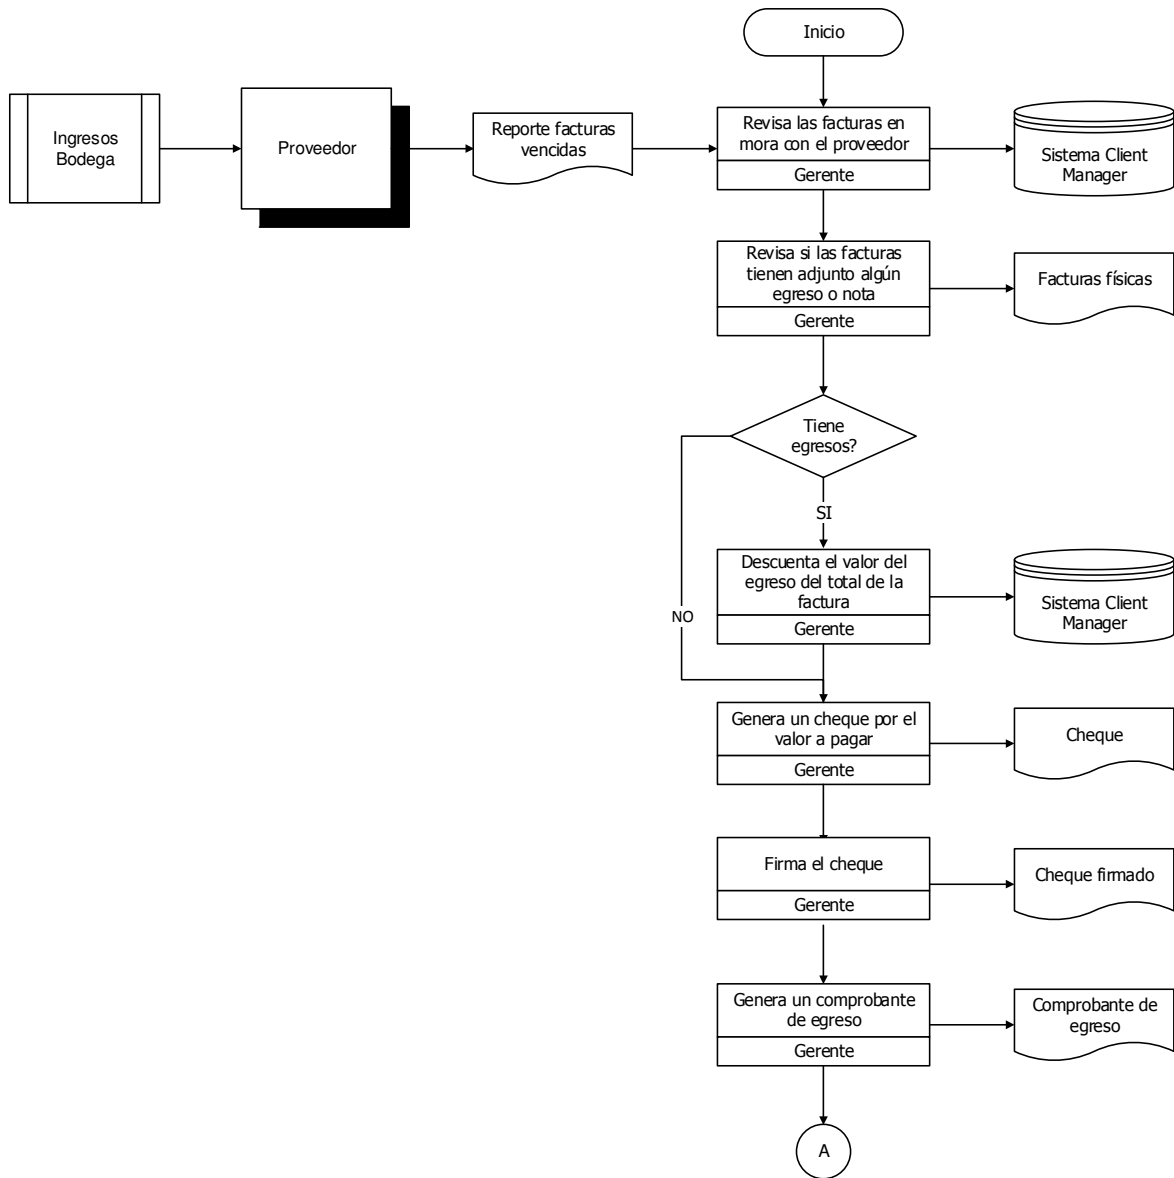 Inicio
Ingresos
Bodega
Proveedor
Reporte facturas
vencidas
Revisa las facturas en
mora con el proveedor
Gerente
Sistema Client
Manager
Revisa si las facturas
tienen adjunto algún
egreso o nota
Gerente
Facturas físicas
Tiene
egresos?
SI
NO
Descuenta el valor del
egreso del total de la
factura
Gerente
Sistema Client
Manager
Genera un cheque por el
valor a pagar
Gerente
Cheque
Firma el cheque
Gerente
Cheque firmado
Genera un comprobante
de egreso
Gerente
Comprobante de
egreso
A